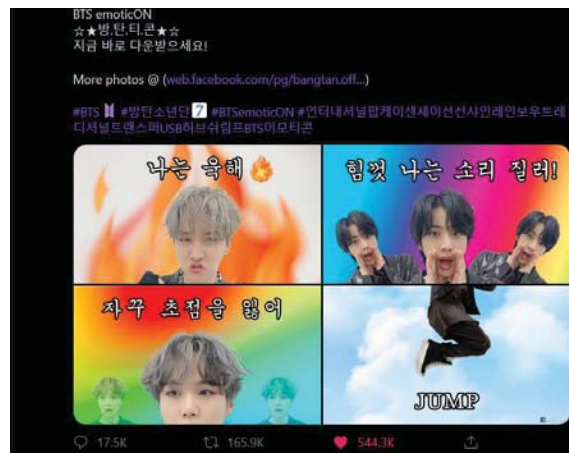 BTS emoticON
☆★방.탄.티.콘★☆
지금 바로 다운받으세요!
More photos @ (web.facebook.com/pg/bangtan.off...)
#BTS #방탄소년단 7 #BTSemoticON #인터내셔널팝케이센세이션선샤인레인보우트레
디셔널트랜스퍼USB허브쉬림프BTS이모티콘
나는 욱해
힘껏 나는 소리 질러!
자꾸 초점을 잃어
JUMP
17.5K 165.9K 544.3K